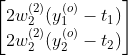 [2w_2^{(2)}(y_1^{(o)} − t_1)]
[2w_2^{(2)}(y_2^{(o)} − t_2)]